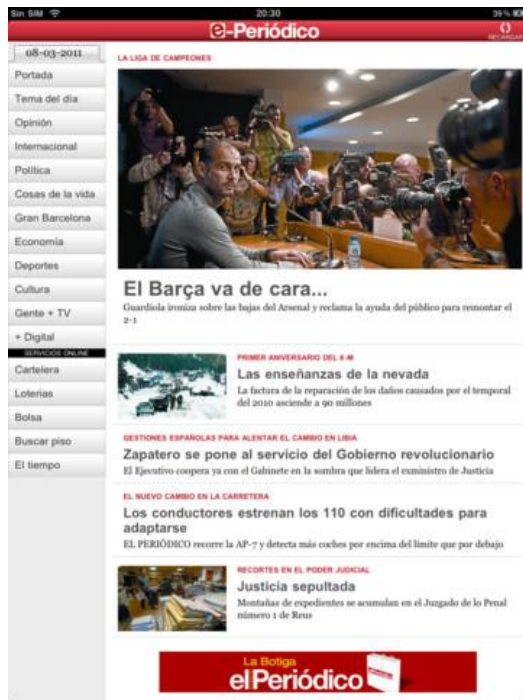 Sin SIM 20:30 39 %
e-Periódico
RECARGAR
08-03-2011
Portada
Tema del día
Opinión
Internacional
Política
Cosas de la vida
Gran Barcelona
Economía
Deportes
Cultura
Gente + TV
+ Digital
SERVICIOS ONLINE
Cartelera
Loterias
Bolsa
Buscar piso
El tiempo
LA LIGA DE CAMPEONES
El Barça va de cara...
Guardiola ironiza sobre las bajas del Arsenal y reclama la ayuda del público para remontar el
2-1
PRIMER ANIVERSARIO DEL 8-M
Las enseñanzas de la nevada
La factura de la reparación de los daños causados por el temporal
del 2010 asciende a 90 millones
GESTIONES ESPAÑOLAS PARA ALENTAR EL CAMBIO EN LIBIA
Zapatero se pone al servicio del Gobierno revolucionario
El Ejecutivo coopera ya con el Gabinete en la sombra que lidera el exministro de Justicia
EL NUEVO CAMBIO EN LA CARRETERA
Los conductores estrenan los 110 con dificultades para
adaptarse
EL PERIÓDICO recorre la AP-7 y detecta más coches por encima del límite que por debajo
RECORTES EN EL PODER JUDICIAL
Justicia sepultada
Montañas de expedientes se acumulan en el Juzgado de lo Penal
número 1 de Reus
La Botiga
elPeriódico